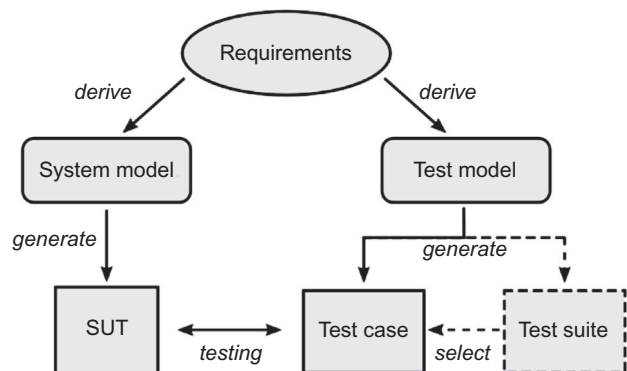 Requirements
derive
derive
System model
Test model
generate
generate
SUT
Test case
Test suite
testing
select